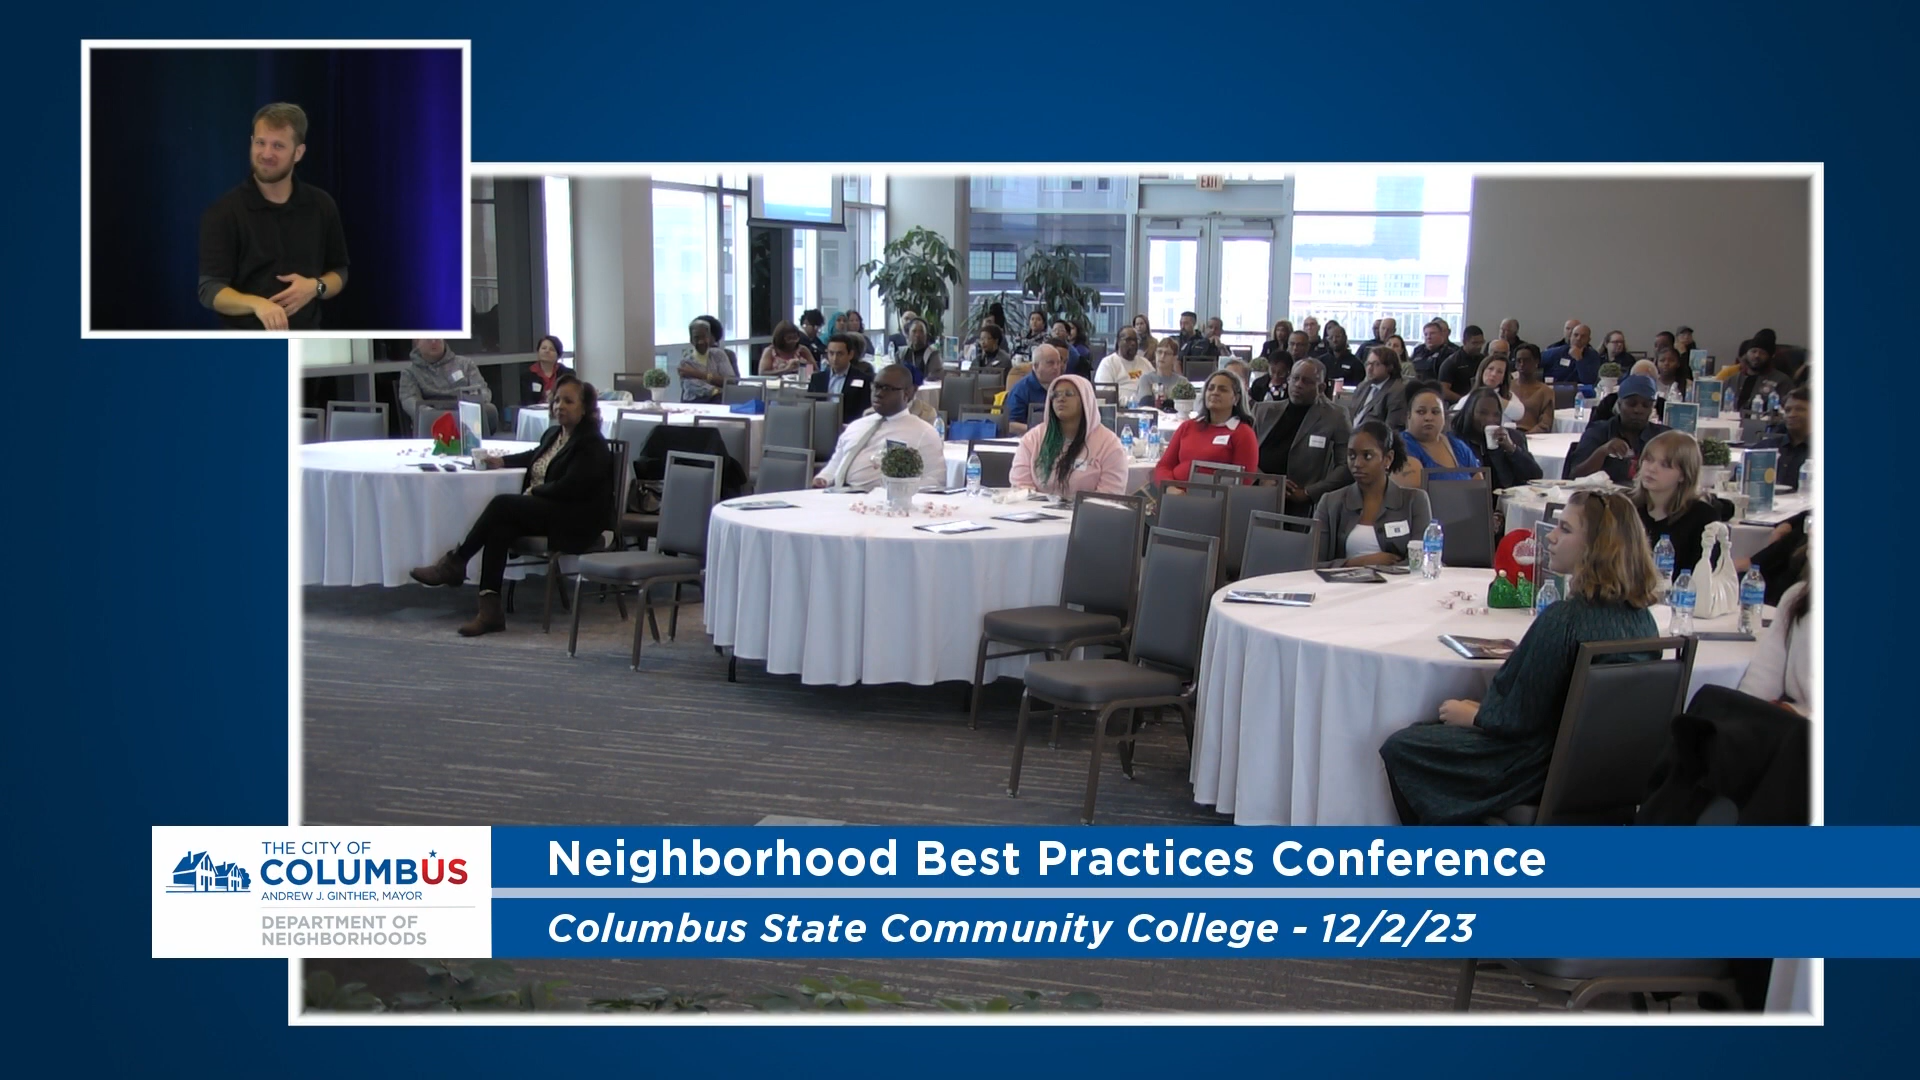 EXIT
THE CITY OF
COLUMBUS
ANDREW J. GINTHER, MAYOR
DEPARTMENT OF
NEIGHBORHOODS
Neighborhood Best Practices Conference
Columbus State Community College - 12/2/23